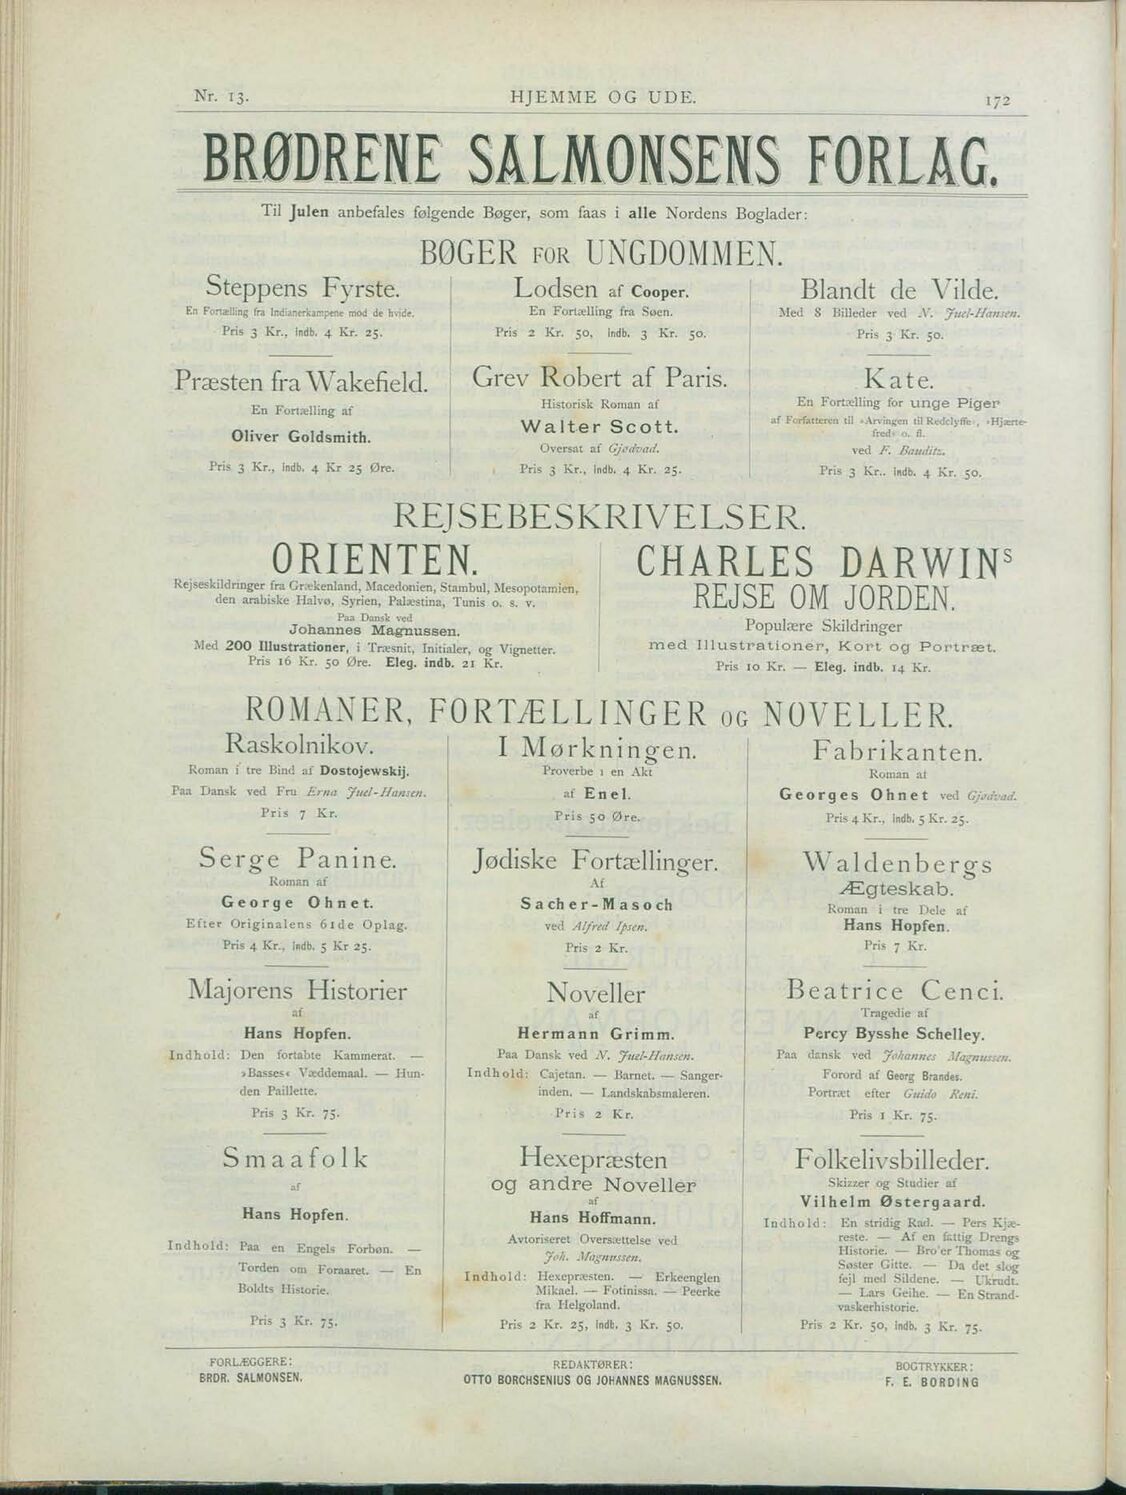 Nr. 13.
HJEMME OG UDE.
172
BRØDRENE SALMONSENS FORLAG.
Til Julen anbefales følgende Bøger, som faas i alle Nordens Boglader:
BØGER FOR UNGDOMMEN.
Steppens Fyrste.
En Fortælling fra Indianerkampene mod de hvide.
Pris 3 Kr., indb. 4 Kr. 25.
Præsten fra Wakefield.
En Fortælling af
Oliver Goldsmith.
Pris 3 Kr., indb. 4 Kr 25 Øre.
Lodsen af Cooper.
En Fortælling fra Søen.
Pris 2 Kr. 50, indb. 3 Kr. 50.
Grev Robert af Paris.
Historisk Roman af
Walter Scott.
Oversat af Gjødvad.
Pris 3 Kr., indb. 4 Kr. 25.
Blandt de Vilde.
Med 8 Billeder ved N. Juel-Hansen.
Pris 3 Kr. 50.
Kate.
En Fortælling for unge Piger
af Forfatteren til »Arvingen til Redclyffe«, »Hjærte-
fred« o. fl.
ved F. Bauditz.
Pris 3 Kr.. indb. 4 Kr. 50.
REJSEBESKRIVELSER.
ORIENTEN.
Rejseskildringer fra Grækenland, Macedonien, Stambul, Mesopotamien,
den arabiske Halvø, Syrien, Palæstina, Tunis o. s. v.
Paa Dansk ved
Johannes Magnussen.
Med 200 Illustrationer, i Træsnit, Initialer, og Vignetter.
Pris 16 Kr. 50 Øre. Eleg. indb. 21 Kr.
CHARLES DARWINS
REJSE OM JORDEN.
Populære Skildringer
med Illustrationer, Kort og Portræt.
Pris 10 Kr. — Eleg. indb. 14 Kr.
ROMANER, FORTÆLLINGER OG NOVELLER.
Raskolnikov.
Roman i tre Bind af Dostojewskij.
Paa Dansk ved Fru Erna Juel-Hansen.
Pris 7 Kr.
Serge Panine.
Roman af
George Ohnet.
Efter Originalens 61de Oplag.
Pris 4 Kr., indb. 5 Kr 25.
Majorens Historier
af
Hans Hopfen.
Indhold: Den fortabte Kammerat. —
»Basses« Væddemaal. — Hun-
den Paillette.
Pris 3 Kr. 75.
Smaafolk
af
Hans Hopfen.
Indhold: Paa en Engels Forbøn. —
Torden om Foraaret. — En
Boldts Historie.
Pris 3 Kr. 75.
I Mørkningen.
Proverbe i en Akt
af Enel.
Pris 50 Øre.
Jødiske Fortællinger.
Af
Sacher-Masoch
ved Alfred Ipsen.
Pris 2 Kr.
Noveller
af
Hermann Grimm.
Paa Dansk ved N. Juel-Hansen.
Indhold: Cajetan. — Barnet. — Sanger-
inden. — Landskabsmaleren.
Pris 2 Kr.
Hexepræsten
og andre Noveller
af
Hans Hoffmann.
Avtoriseret Oversættelse ved
Joh. Magnussen.
Indhold: Hexepræsten. — Erkeenglen
Mikael. — Fotinissa. — Peerke
fra Helgoland.
Pris 2 Kr. 25, indb. 3 Kr. 50.
Fabrikanten.
Roman af
Georges Ohnet ved Gjødvad.
Pris 4 Kr., indb. 5 Kr. 25.
Waldenbergs
Ægteskab.
Roman i tre Dele af
Hans Hopfen.
Pris 7 Kr.
Beatrice Cenci.
Tragedie af
Percy Bysshe Schelley.
Paa dansk ved Johannes Magnussen.
Forord af Georg Brandes.
Portræt efter Guido Reni.
Pris 1 Kr. 75.
Folkelivsbilleder.
Skizzer og Studier af
Vilhelm Østergaard.
Indhold: En stridig Rad. — Pers Kjæ-
reste. — Af en fattig Drengs
Historie. — Bro'er Thomas og
Søster Gitte. — Da det slog
fejl med Sildene. — Ukrudt.
— Lars Geihe. — En Strand-
vaskerhistorie.
Pris 2 Kr. 50, indb. 3 Kr. 75.
FORLÆGGERE:
BRDR. SALMONSEN.
REDAKTØRER:
OTTO BORCHSENIUS OG JOHANNES MAGNUSSEN.
BOGTRYKKER:
F. E. BORDING